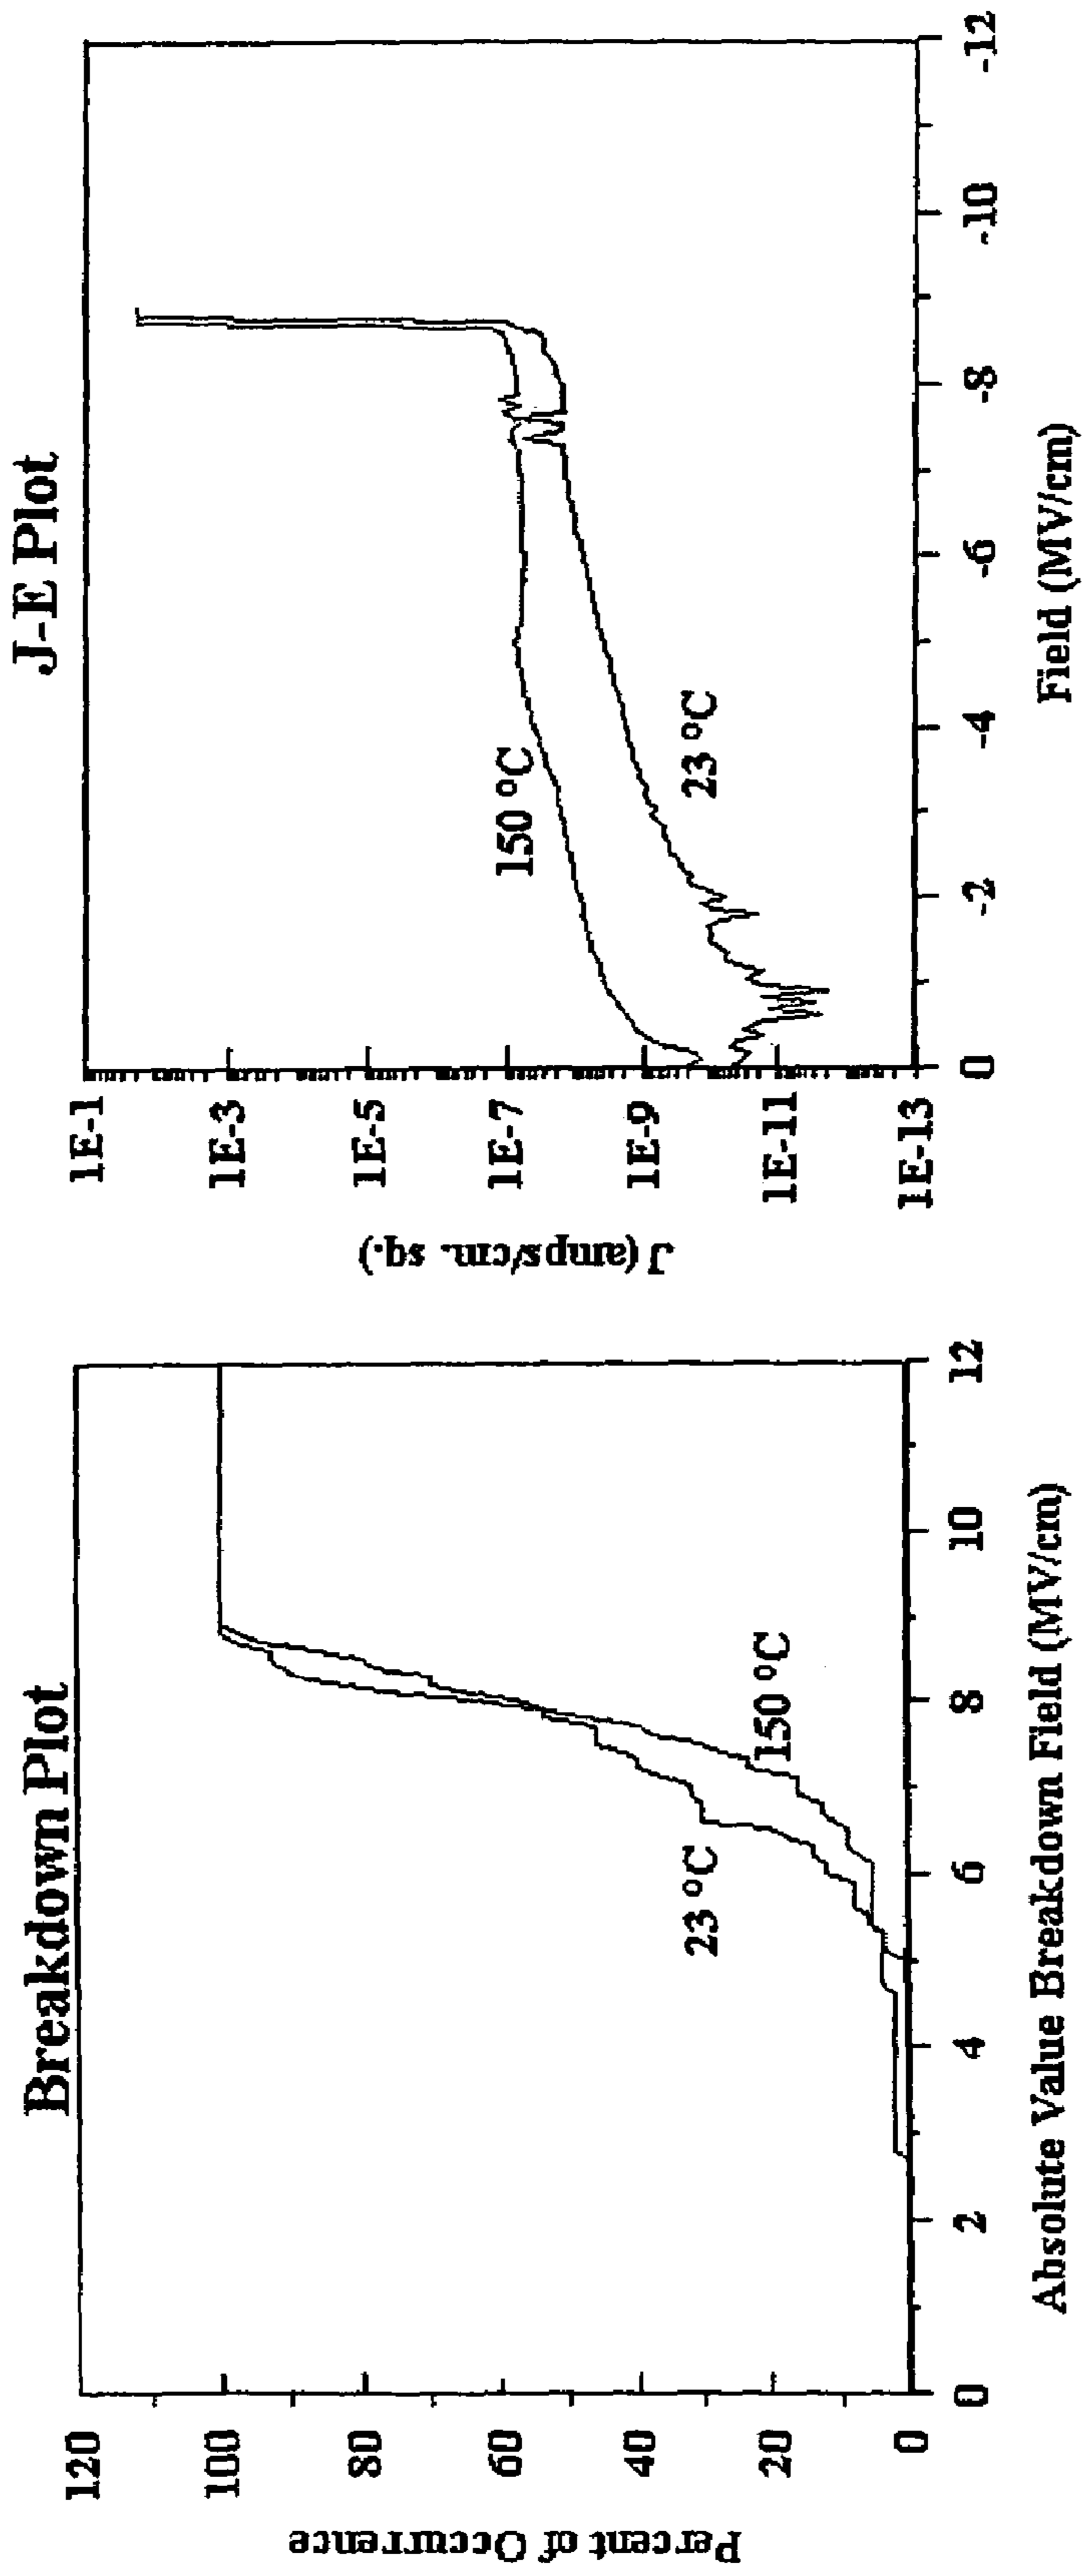 Breakdown Plot
Percent of Occurrence
120
100
80
60
40
20
0
23 °C
150 °C
0
2
4
6
8
10
12
Absolute Value Breakdown Field (MV/cm)
J-E Plot
J (amps/cm. sq.)
1E-1
1E-3
1E-5
1E-7
1E-9
1E-11
1E-13
150 °C
23 °C
0
-2
-4
-6
-8
-10
-12
Field (MV/cm)